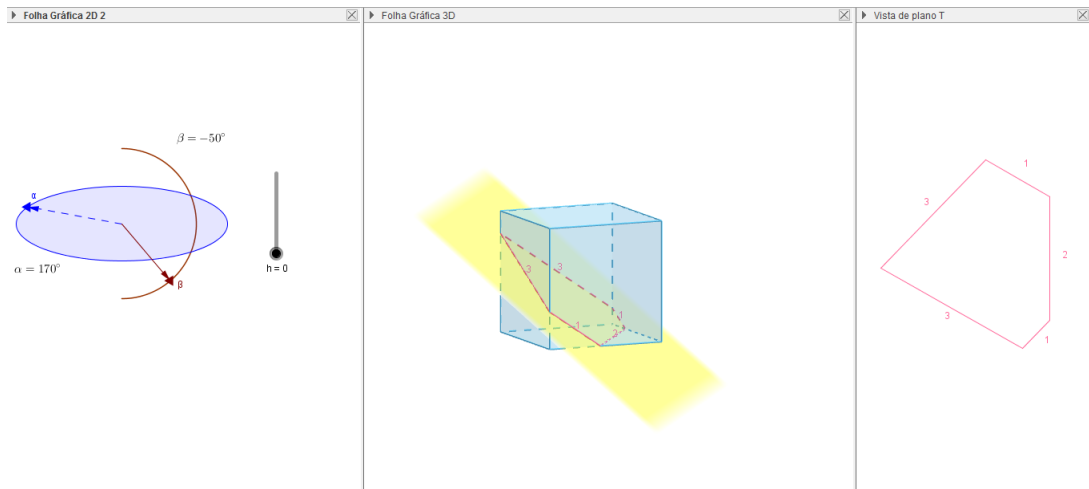 Folha Gráfica 2D 2
β = −50°
α
β
α = 170°
h = 0
Folha Gráfica 3D
3
3
1
1
2
Vista de plano T
1
3
2
3
1